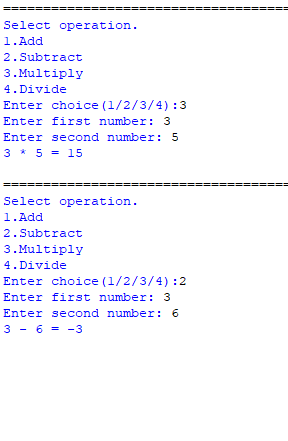 ====================================
Select operation.
1.Add
2.Subtract
3.Multiply
4.Divide
Enter choice(1/2/3/4):3
Enter first number: 3
Enter second number: 5
3 * 5 = 15
====================================
Select operation.
1.Add
2.Subtract
3.Multiply
4.Divide
Enter choice(1/2/3/4):2
Enter first number: 3
Enter second number: 6
3 - 6 = -3